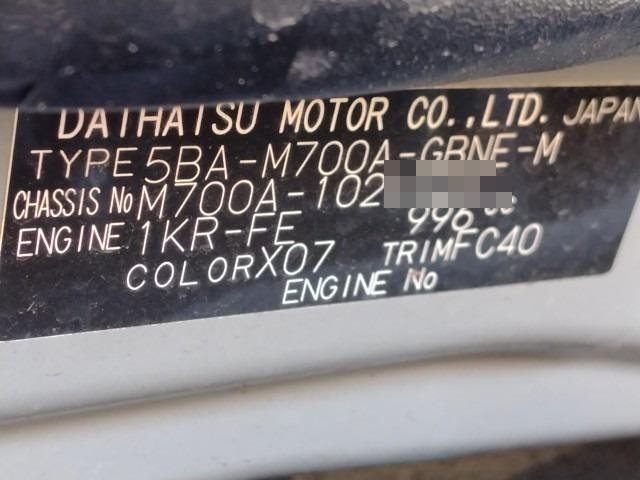 DAIHATSU MOTOR CO.,LTD. JAPAN
TYPE 5BA-M700A-GBNE-M
CHASSIS No M700A-102
ENGINE 1KR-FE 996
COLOR X07 TRIM FC40
ENGINE No